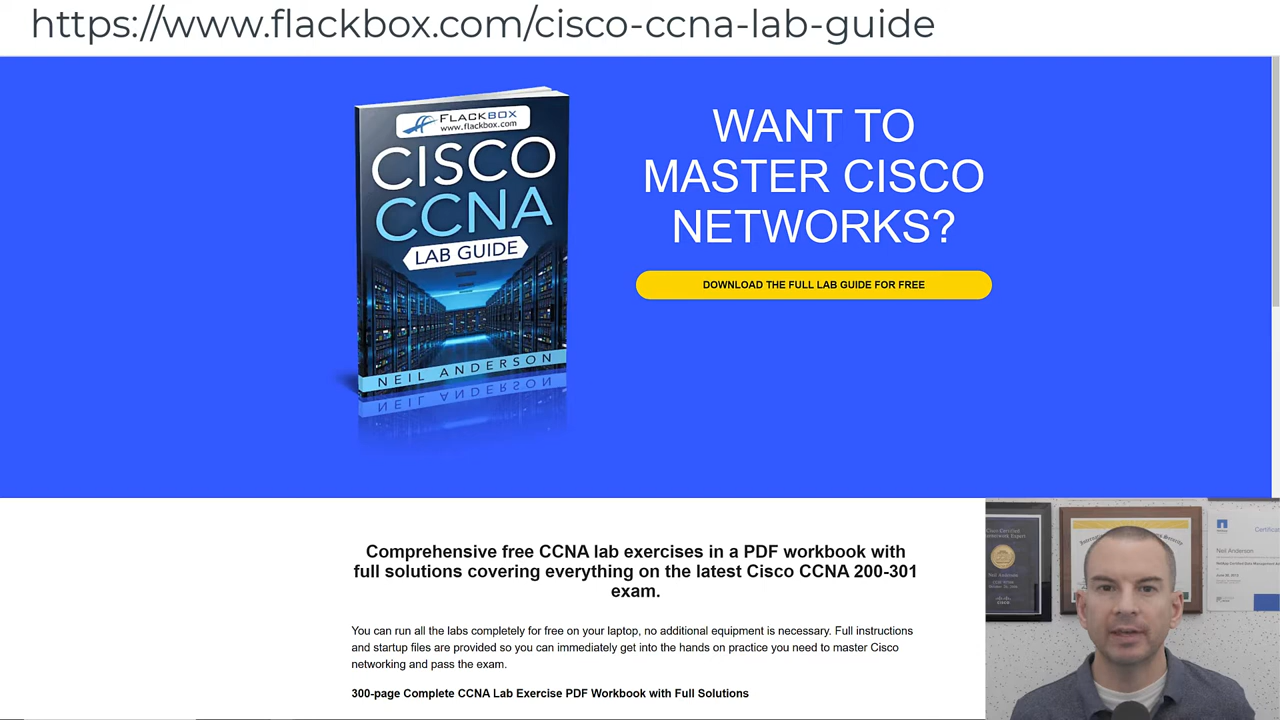 https://www.flackbox.com/cisco-ccna-lab-guide
FLACKBOX
www.flackbox.com
CISCO
CCNA
LAB GUIDE
NEIL ANDERSON
WANT TO
MASTER CISCO
NETWORKS?
DOWNLOAD THE FULL LAB GUIDE FOR FREE
Comprehensive free CCNA lab exercises in a PDF workbook with
full solutions covering everything on the latest Cisco CCNA 200-301
exam.
You can run all the labs completely for free on your laptop, no additional equipment is necessary. Full instructions
and startup files are provided so you can immediately get into the hands on practice you need to master Cisco
networking and pass the exam.
300-page Complete CCNA Lab Exercise PDF Workbook with Full Solutions
Neil Anderson